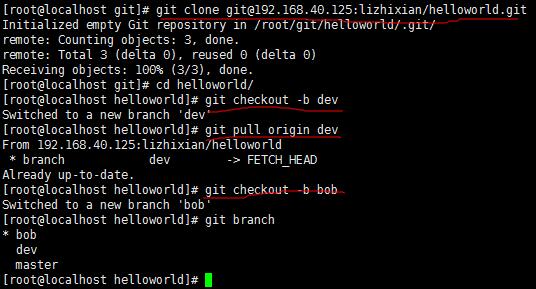 [root@localhost git]# git clone git@192.168.40.125:lizhixian/helloworld.git
Initialized empty Git repository in /root/git/helloworld/.git/
remote: Counting objects: 3, done.
remote: Total 3 (delta 0), reused 0 (delta 0)
Receiving objects: 100% (3/3), done.
[root@localhost git]# cd helloworld/
[root@localhost helloworld]# git checkout -b dev
Switched to a new branch 'dev'
[root@localhost helloworld]# git pull origin dev
From 192.168.40.125:lizhixian/helloworld
 * branch            dev        -> FETCH_HEAD
Already up-to-date.
[root@localhost helloworld]# git checkout -b bob
Switched to a new branch 'bob'
[root@localhost helloworld]# git branch
* bob
  dev
  master
[root@localhost helloworld]#